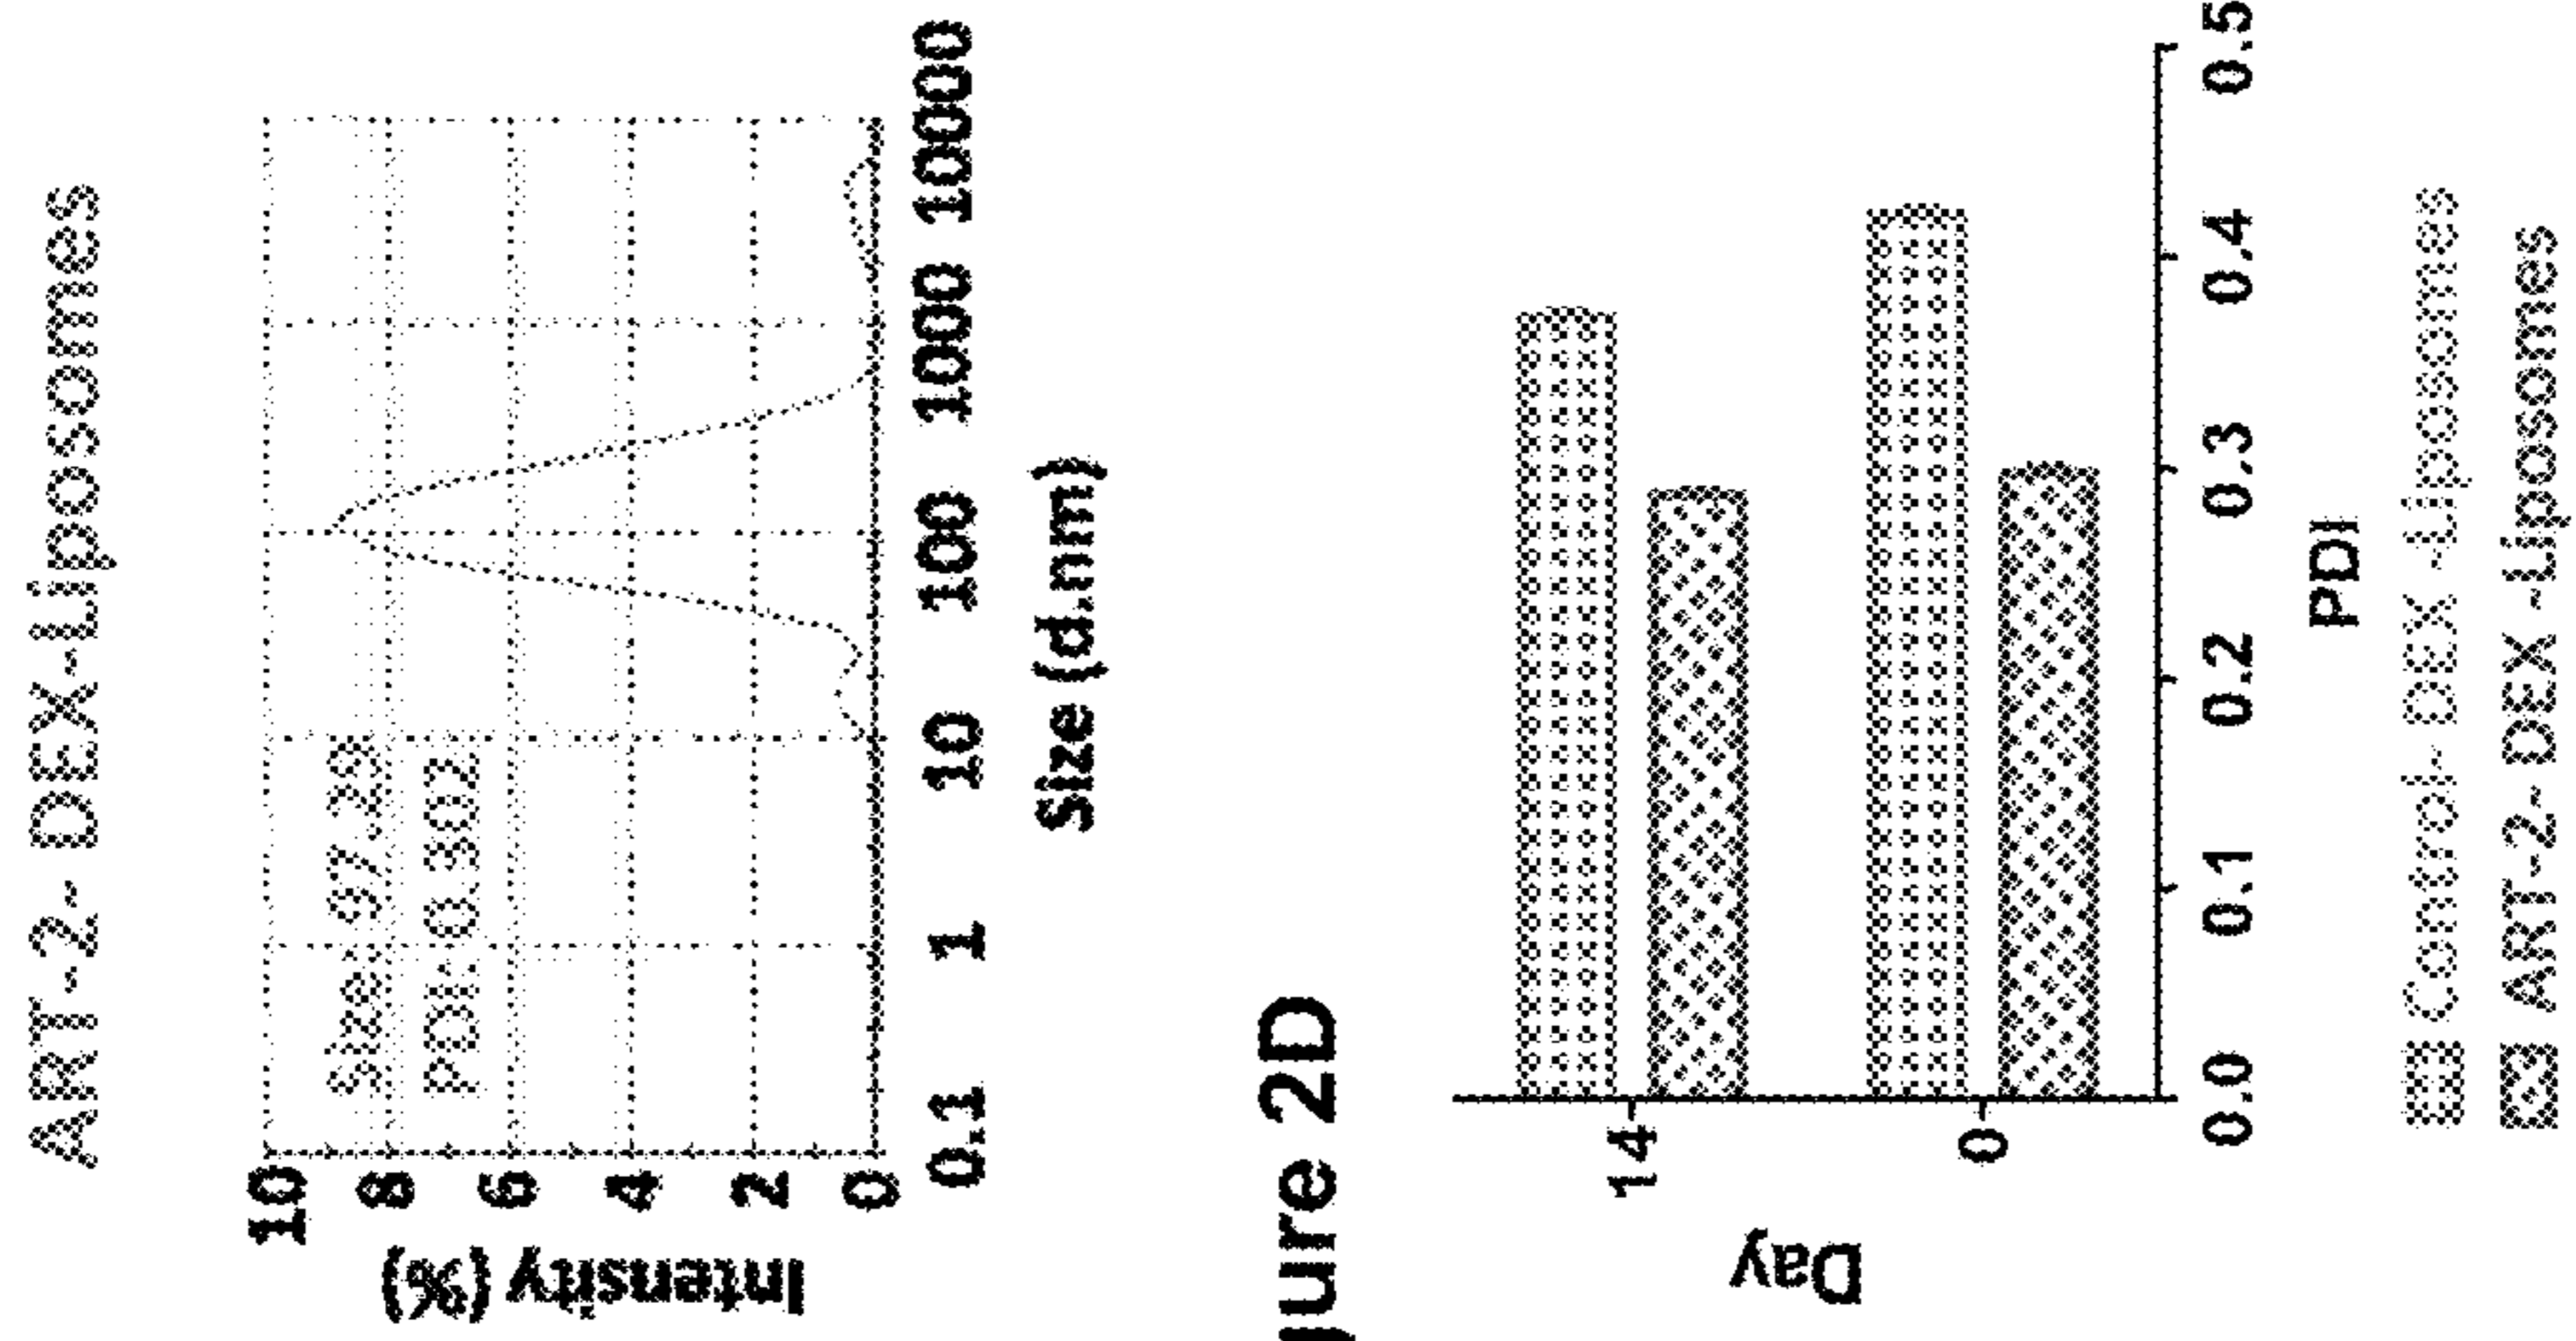 ART-2- DEX-Liposomes
10
8
6
4
2
0
Intensity (%)
Size: 97.29
PDI: 0.302
0.1 1 10 100 1000 10000
Size (d.nm)
ure 2D
Day
14
0
0.0 0.1 0.2 0.3 0.4 0.5
PDI
Control- DEX -Liposomes
ART-2- DEX -Liposomes